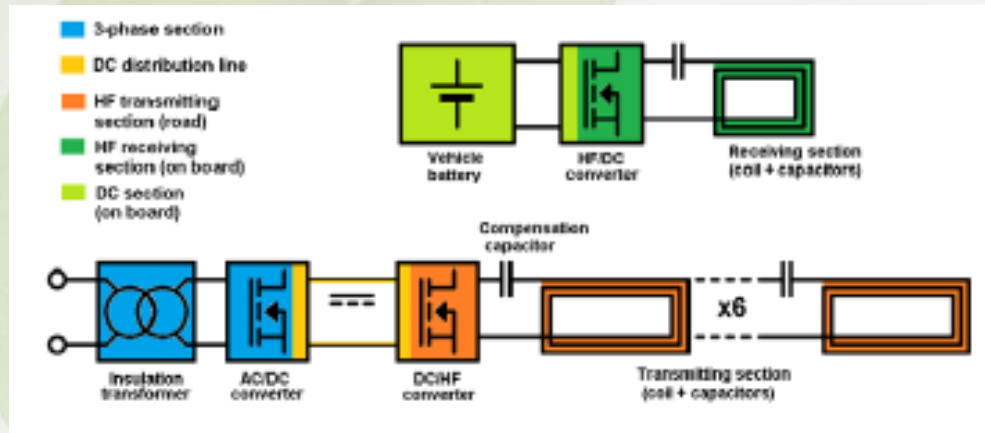 3-phase section
DC distribution line
HF transmitting
section (road)
HF receiving
section (on board)
DC section
(on board)
Vehicle
battery
HF/DC
converter
Receiving section
(coil + capacitors)
Compensation
capacitor
x6
Insulation
transformer
AC/DC
converter
DC/HF
converter
Transmitting section
(coil + capacitors)